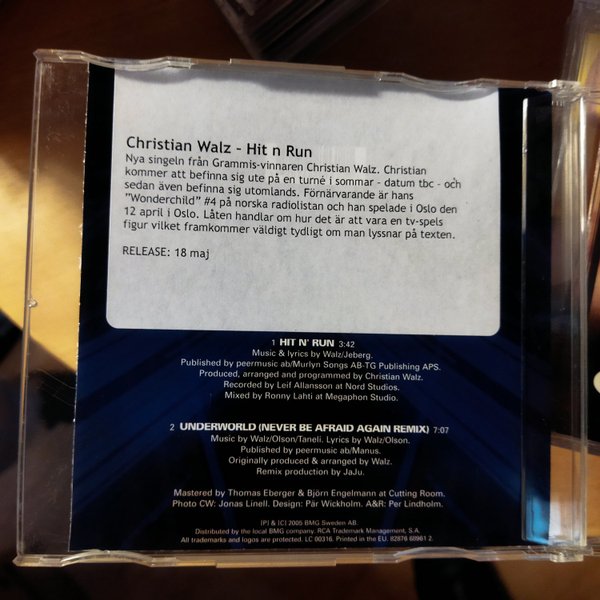 Christian Walz - Hit n Run
Nya singeln från Grammis-vinnaren Christian Walz. Christian
kommer att befinna sig ute på en turné i sommar - datum tbc - och
sedan även befinna sig utomlands. Förnärvarande är hans
”Wonderchild” #4 på norska radiolistan och han spelade i Oslo den
12 april i Oslo. Låten handlar om hur det är att vara en tv-spels
figur vilket framkommer väldigt tydligt om man lyssnar på texten.
RELEASE: 18 maj
1 HIT N' RUN 3:42
Music & lyrics by Walz/Jeberg.
Published by peermusic ab/Murlyn Songs AB-TG Publishing APS.
Produced, arranged and programmed by Christian Walz.
Recorded by Leif Allansson at Nord Studios.
Mixed by Ronny Lahti at Megaphon Studio.
2 UNDERWORLD (NEVER BE AFRAID AGAIN REMIX) 7:07
Music by Walz/Olson/Taneli. Lyrics by Walz/Olson.
Published by peermusic ab/Manus.
Originally produced & arranged by Walz.
Remix production by JaJu.
Mastered by Thomas Eberger & Björn Engelmann at Cutting Room.
Photo CW: Jonas Linell. Design: Pär Wickholm. A&R: Per Lindholm.
(P) & (C) 2005 BMG Sweden AB.
Distributed by the local BMG company. RCA Trademark Management, S.A.
All trademarks and logos are protected. LC 00316. Printed in the EU. 82876 68961 2.